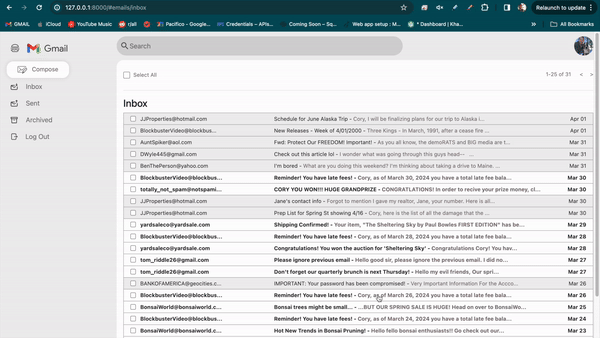 127.0.0.1:8000/#emails/inbox
Relaunch to update
GMAIL
iCloud
YouTube Music
r/all
Pacifico - Google...
Credentials – APIs...
Coming Soon – Sq...
Web app setup : M...
* Dashboard | Kha...
»
All Bookmarks
Gmail
Search
Compose
Inbox
Sent
Archived
Log Out
Select All
1-25 of 31 < >
Inbox
JJProperties@hotmail.com Schedule for June Alaska Trip - Cory, I will be finalizing plans for our trip to Alaska i... Apr 01
BlockbusterVideo@blockbus... New Releases - Week of 4/01/2000 - Three Kings - In March, 1991, after a cease fire ... Apr 01
AuntSpiker@aol.com Fwd: Protect Our FREEDOM! Important! - As you all know, the demoRATS and BIG media are t... Mar 31
DWyle445@gmail.com Check out this article lol - I wonder what was going through this guys head-- ... Mar 31
BenThePerson@yahoo.com I'm bored - What are you doing this weekend? I'm thinking about taking a drive to Maine. ... Mar 31
BlockbusterVideo@blockbus... Reminder! You have late fees! - Cory, as of March 30, 2024 you have a total late fee bala... Mar 30
totally_not_spam@notspami... CORY YOU WON!!! HUGE GRANDPRIZE - CONGRATLATIONS! In order to recive your prize money, cl... Mar 30
JJProperties@hotmail.com Jane's contact info - Forgot to mention I gave my realtor, Jane, your number. Here is all... Mar 30
JJProperties@hotmail.com Prep List for Spring St showing 4/16 - Cory, here is the list of all the damage that the ... Mar 30
yardsaleco@yardsale.com Shipping Confirmed! - Your item, "The Sheltering Sky by Paul Bowles FIRST EDITION" has be... Mar 29
BlockbusterVideo@blockbus... Reminder! You have late fees! - Cory, as of March 28, 2024 you have a total late fee bala... Mar 28
yardsaleco@yardsale.com Congratulations! You won the auction for 'Sheltering Sky' - Congratulations Cory! You hav... Mar 28
tom_riddle26@gmail.com Please ignore previous email - Hello good sir, please ignore the previous email. I did no... Mar 27
tom_riddle26@gmail.com Don't forget our quarterly brunch is next Thursday! - Hello my evil friends, Our spri... Mar 27
BANKOFAMERICA@geocities.c... IMPORTANT: Your password has been compromised! - Very Important Information For the Accco... Mar 26
BlockbusterVideo@blockbus... Reminder! You have late fees! - Cory, as of March 26, 2024 you have a total late fee bala... Mar 26
BonsaiWorld@bonsaiworld.c... Bonsai trees might be small... - ...BUT OUR SPRING SALE IS HUGE! Head on over to BonsaiWo... Mar 25
BlockbusterVideo@blockbus... Reminder! You have late fees! - Cory, as of March 24, 2024 you have a total late fee bala... Mar 24
BonsaiWorld@bonsaiworld.c... Hot New Trends in Bonsai Pruning! - Hello fello bonsai enthusiasts!! Go check out our... Mar 23